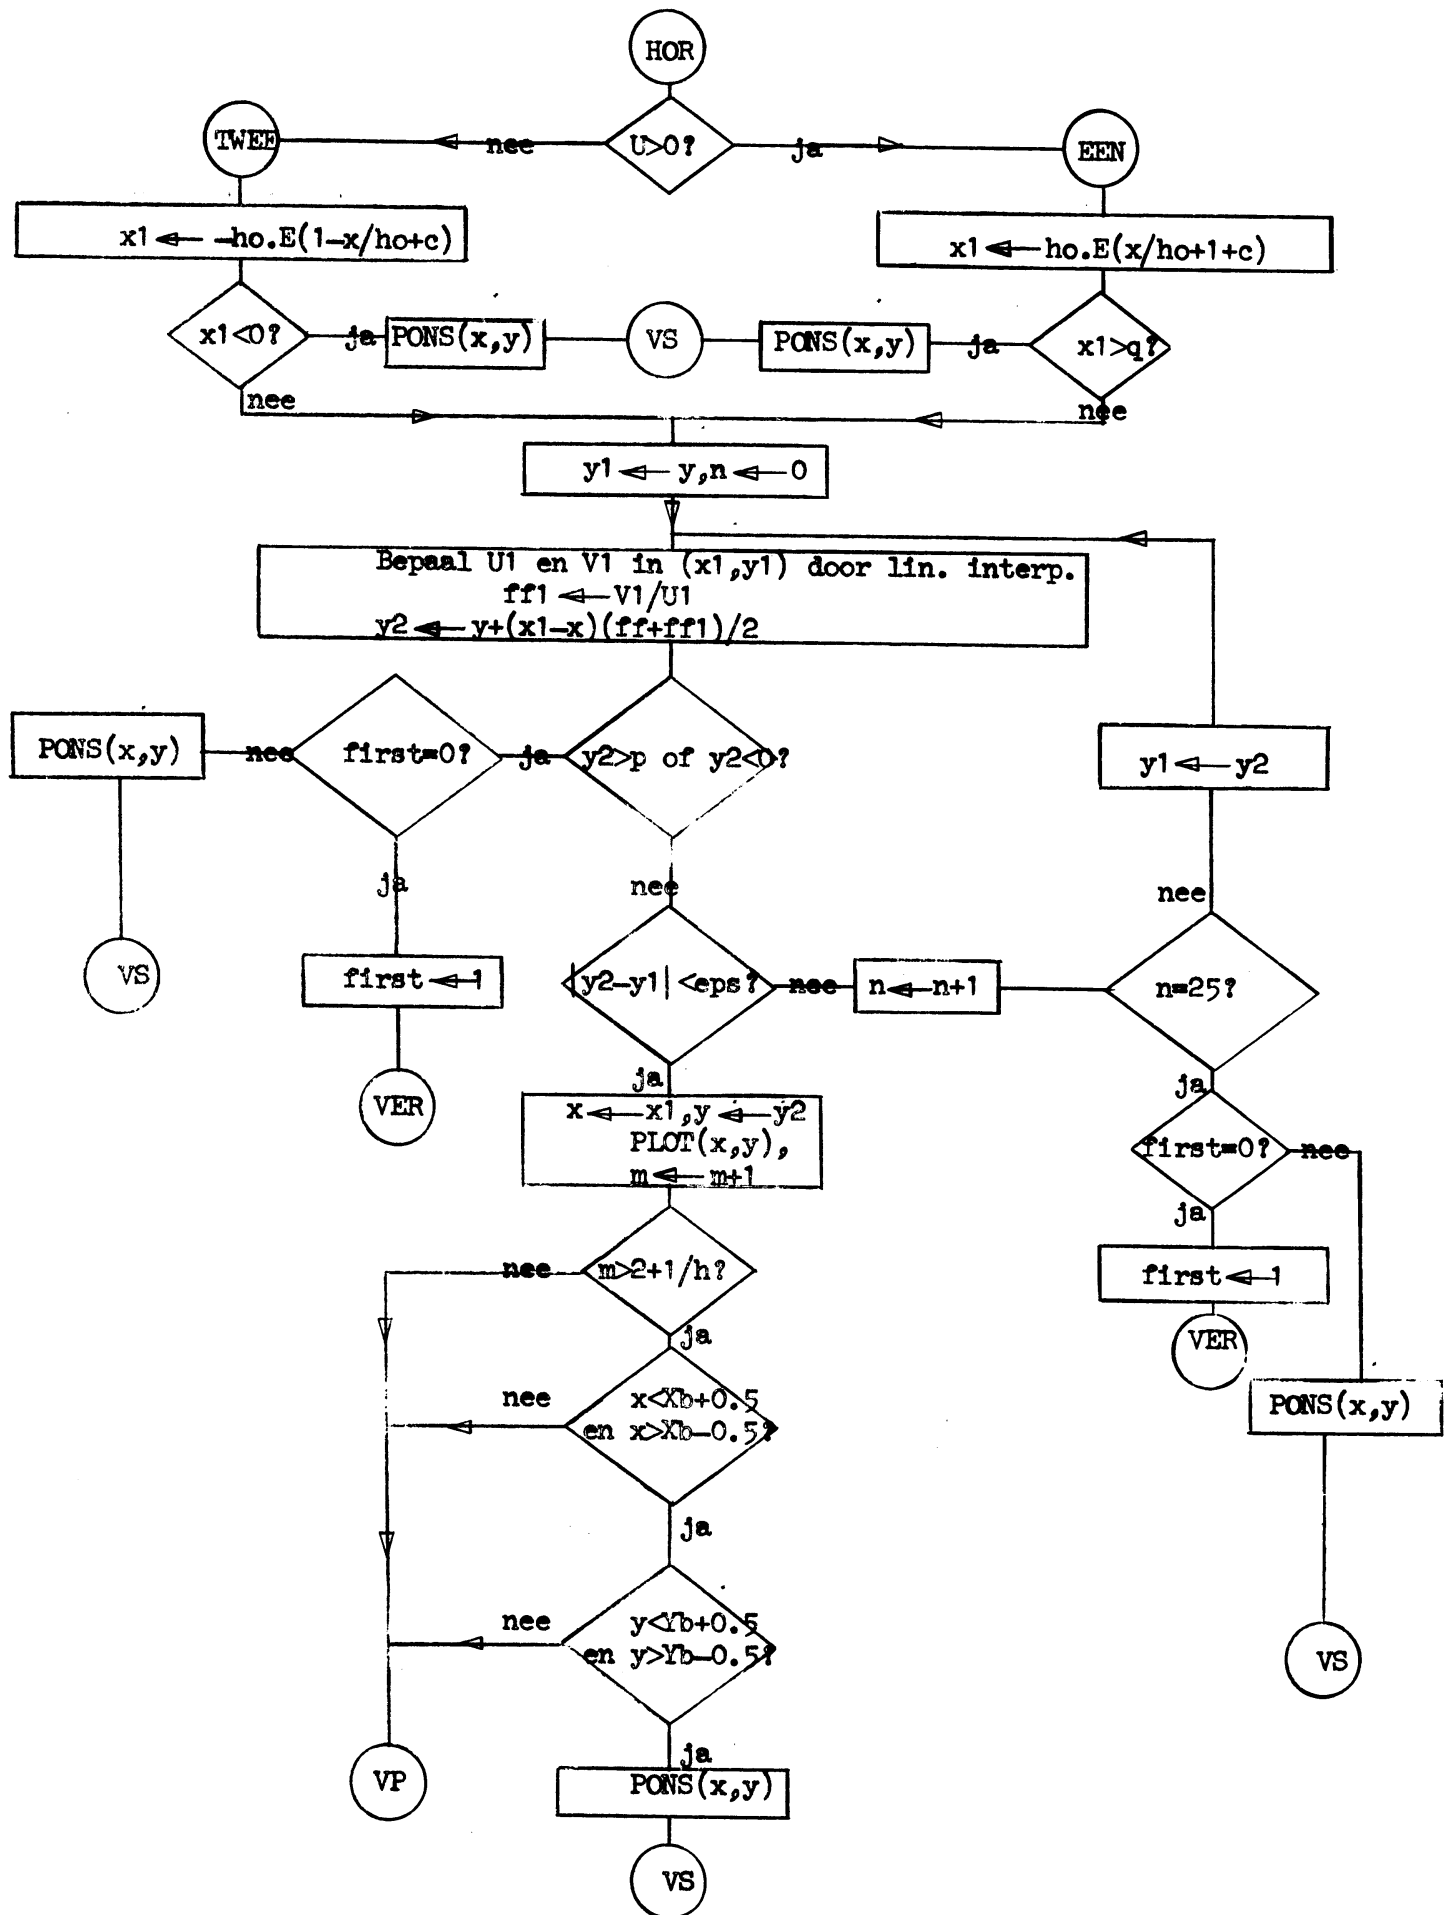 HOR
TWEE
nee
U>0?
ja
EEN
x1 ← -ho.E(1-x/ho+c)
x1 ← ho.E(x/ho+1+c)
x1<0?
ja
PONS(x,y)
VS
PONS(x,y)
ja
x1>q?
nee
nee
y1 ← y,n ← 0
Bepaal U1 en V1 in (x1,y1) door lin. interp.
ff1 ← V1/U1
y2 ← y+(x1-x)(ff+ff1)/2
PONS(x,y)
nee
first=0?
ja
y2>p of y2<0?
y1 ← y2
ja
nee
nee
VS
first ← 1
|y2-y1| <eps?
nee
n ← n+1
n=25?
VER
ja
x ← x1,y ← y2
PLOT(x,y),
m ← m+1
ja
first=0?
nee
ja
nee
m>2+1/h?
first ← 1
ja
VER
nee
x<Xb+0.5
en x>Xb-0.5?
PONS(x,y)
ja
nee
y<Yb+0.5
en y>Yb-0.5?
VS
ja
VP
PONS(x,y)
VS